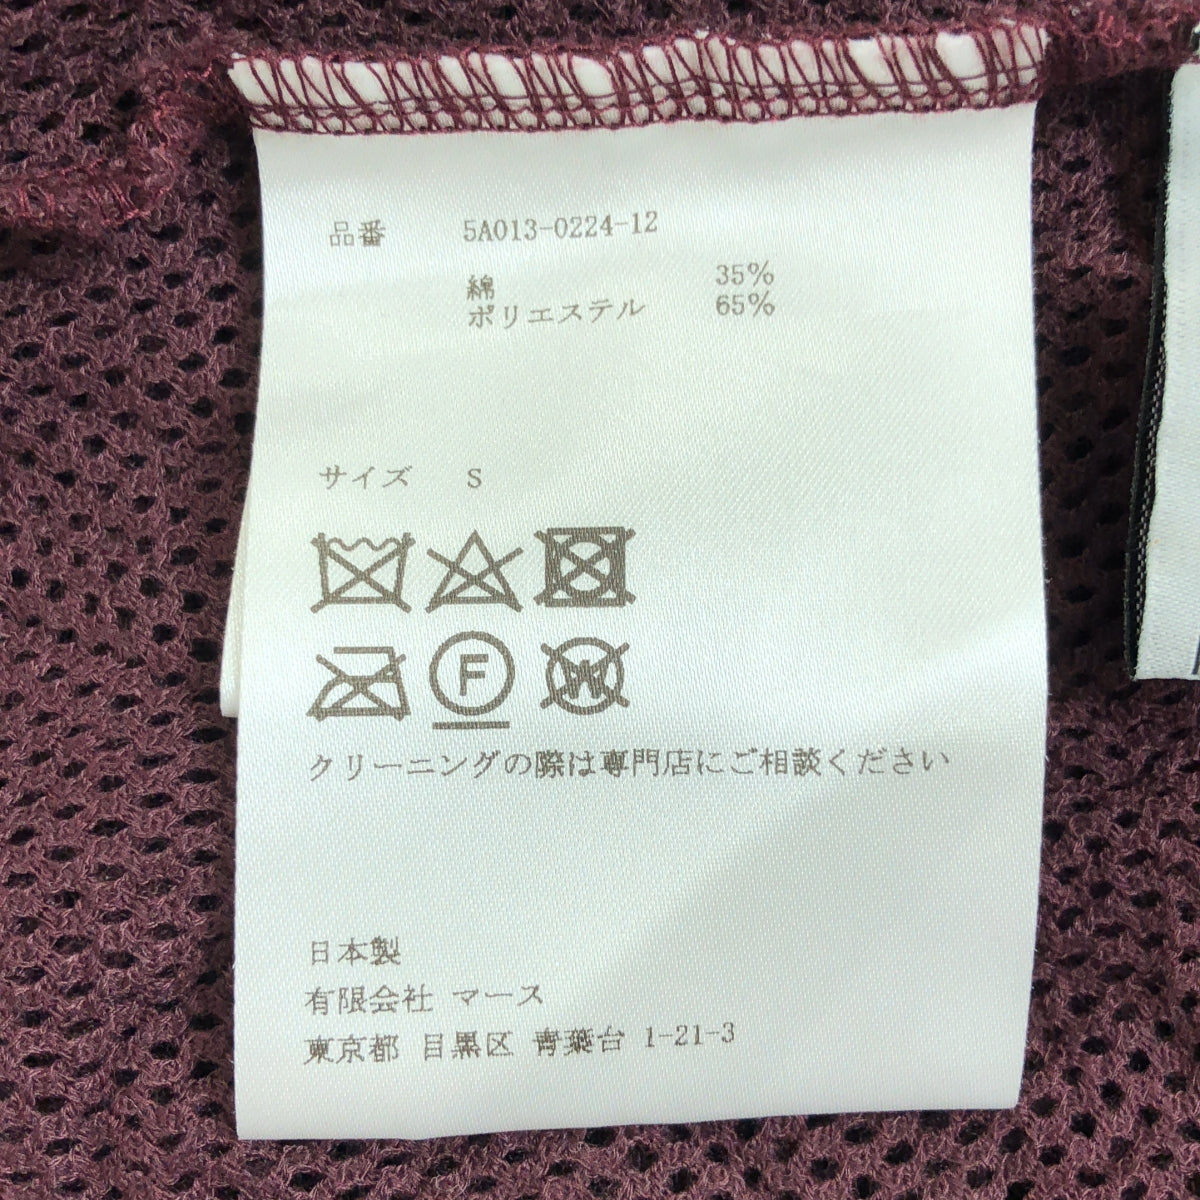 品番 5A013-0224-12
綿 35%
ポリエステル 65%
サイズ S
F W
クリーニングの際は専門店にご相談ください
日本製
有限会社 マース
東京都 目黒区 青葉台 1-21-3